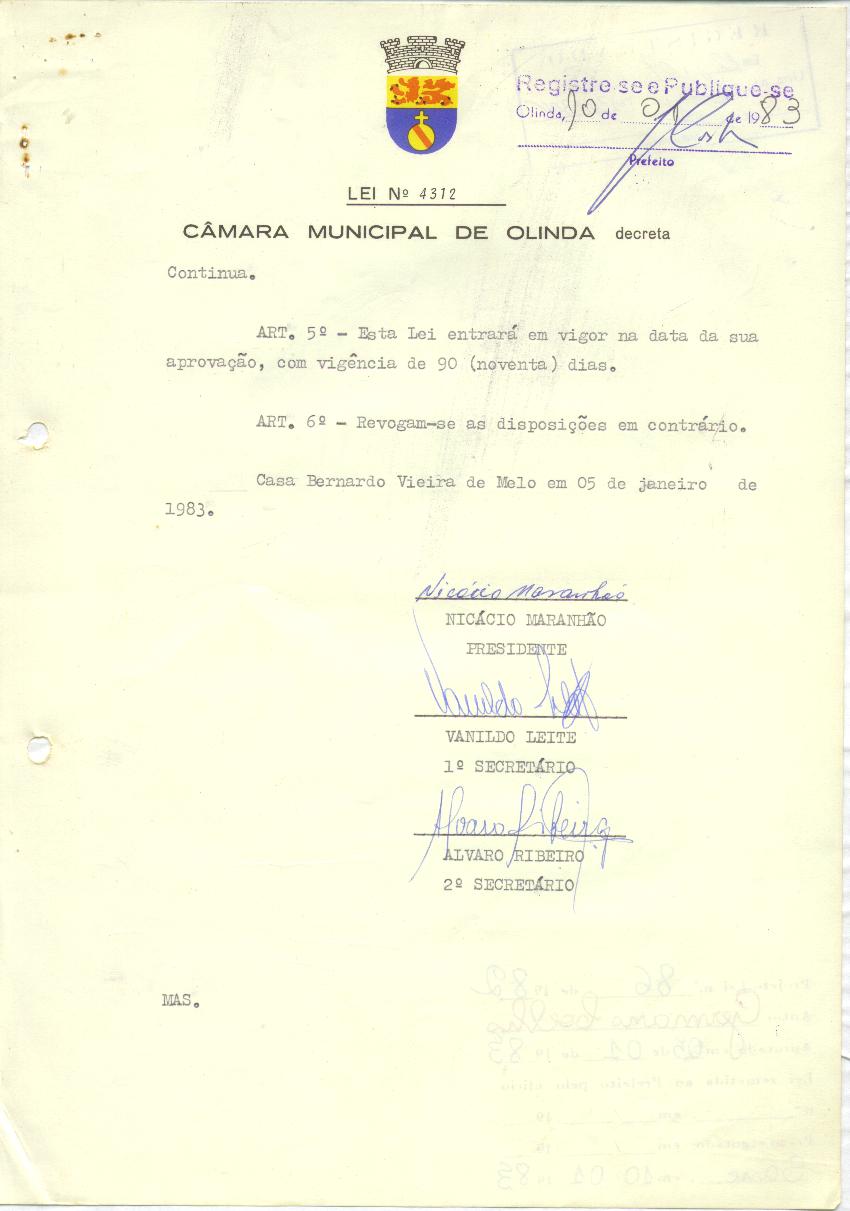 Registre-se e Publique-se
Olinda, 10 de 01 de 1983
Prefeito
LEI Nº 4312
CÂMARA MUNICIPAL DE OLINDA decreta
Continua.
ART. 5º - Esta Lei entrará em vigor na data da sua
aprovação, com vigência de 90 (noventa) dias.
ART. 6º - Revogam-se as disposições em contrário.
Casa Bernardo Vieira de Melo em 05 de janeiro de
1983.
Nicácio Maranhão
NICÁCIO MARANHÃO
PRESIDENTE
Vanildo
VANILDO LEITE
1º SECRETÁRIO
Alvaro Ribeiro
ALVARO RIBEIRO
2º SECRETÁRIO
MAS.